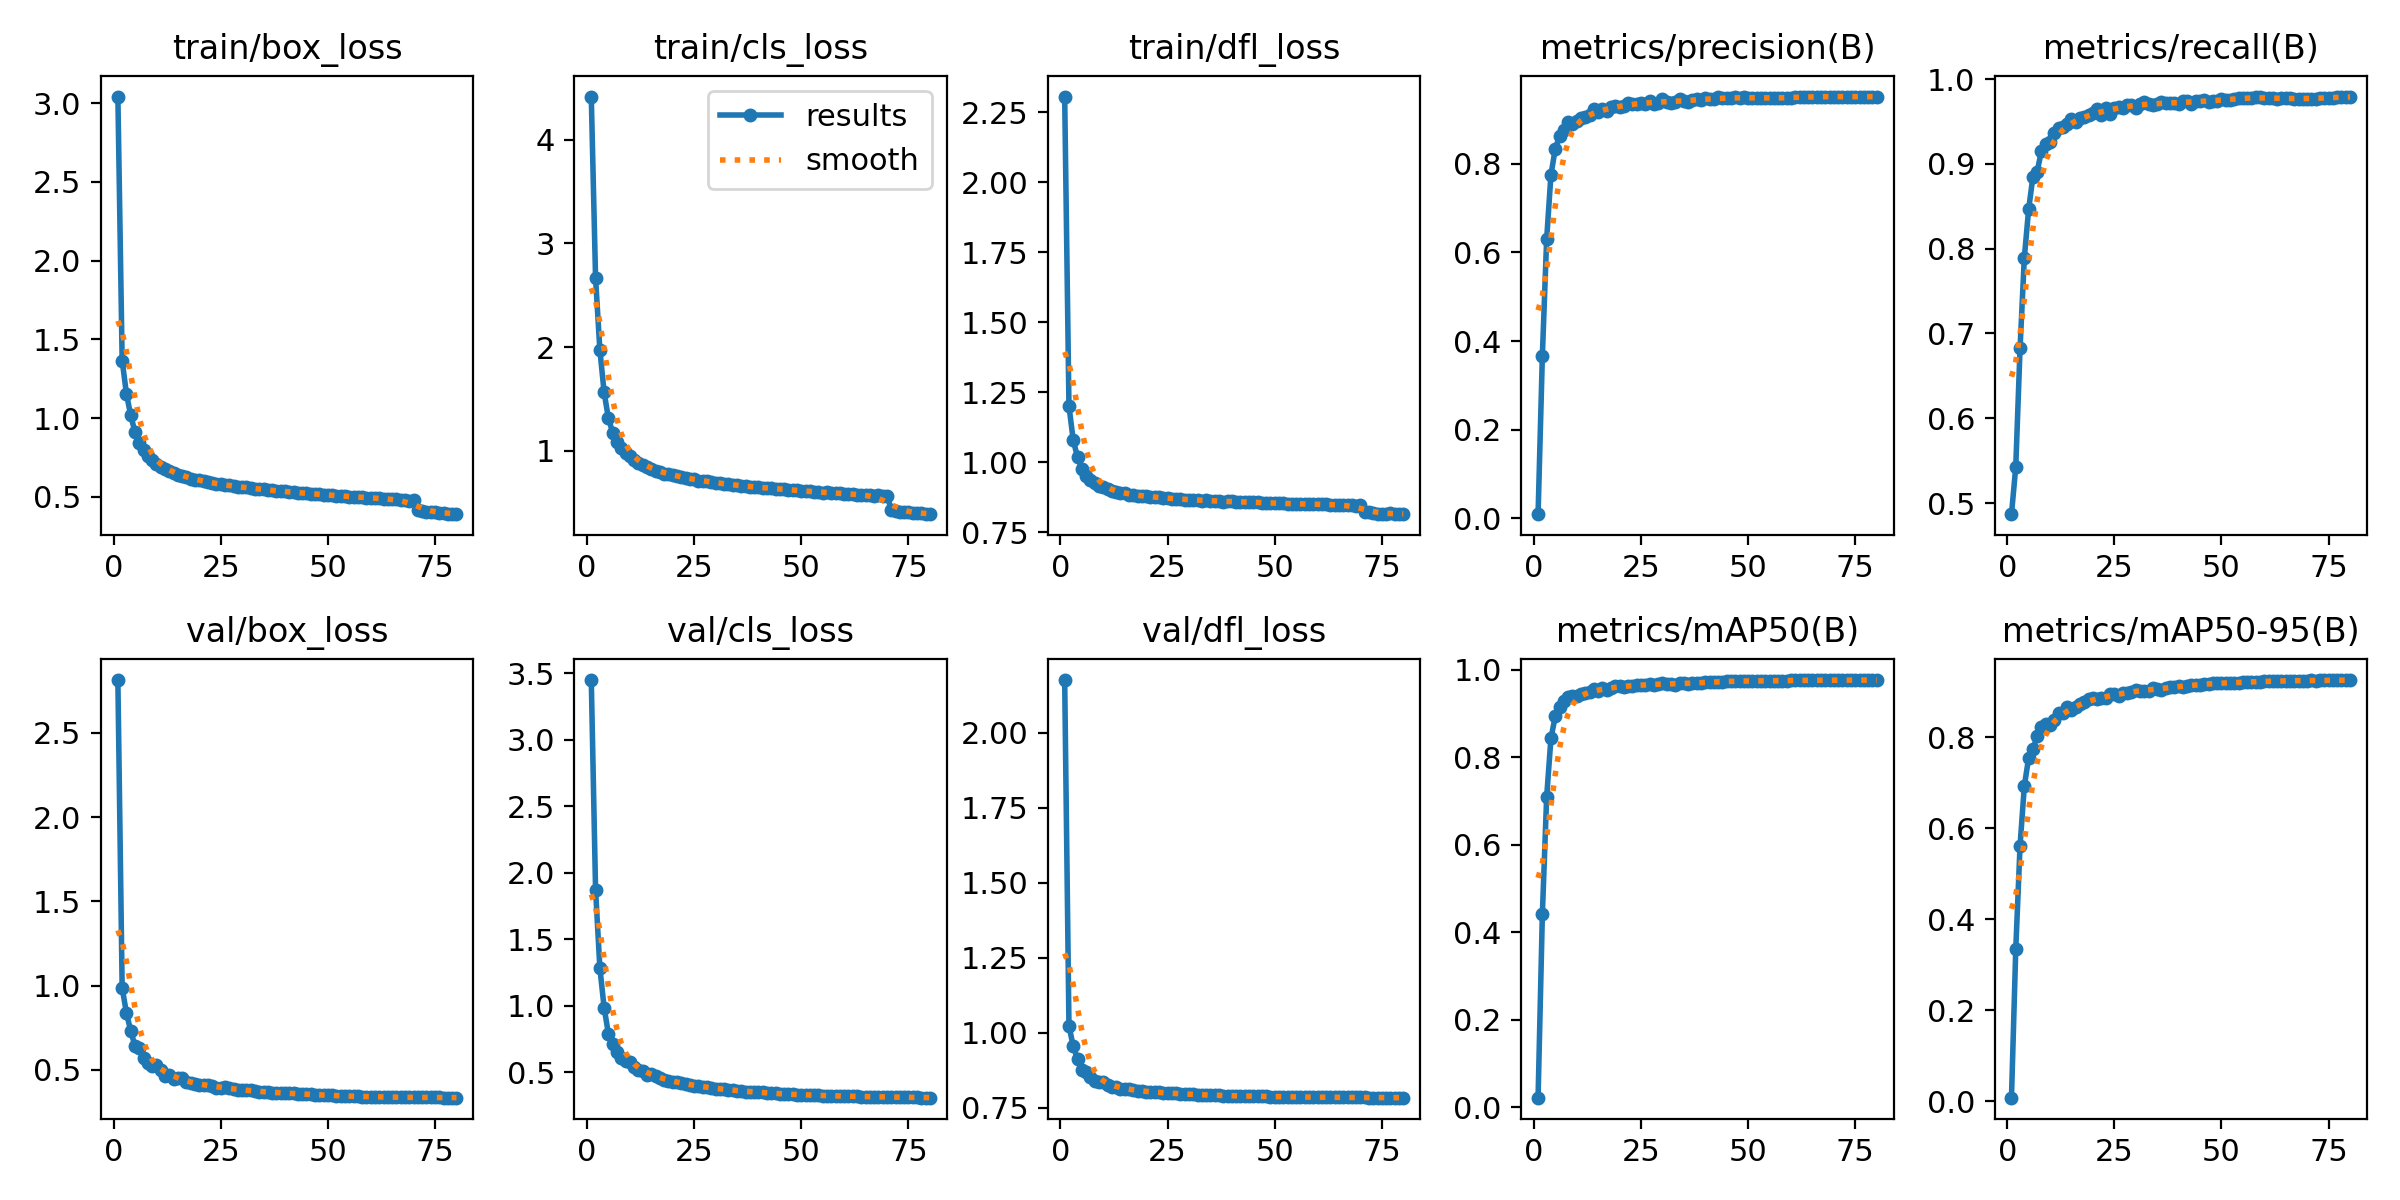 train/box_loss
3.0
2.5
2.0
1.5
1.0
0.5
0 25 50 75
train/cls_loss
results
smooth
4
3
2
1
0 25 50 75
train/dfl_loss
2.25
2.00
1.75
1.50
1.25
1.00
0.75
0 25 50 75
metrics/precision(B)
0.8
0.6
0.4
0.2
0.0
0 25 50 75
metrics/recall(B)
1.0
0.9
0.8
0.7
0.6
0.5
0 25 50 75
val/box_loss
2.5
2.0
1.5
1.0
0.5
0 25 50 75
val/cls_loss
3.5
3.0
2.5
2.0
1.5
1.0
0.5
0 25 50 75
val/dfl_loss
2.00
1.75
1.50
1.25
1.00
0.75
0 25 50 75
metrics/mAP50(B)
1.0
0.8
0.6
0.4
0.2
0.0
0 25 50 75
metrics/mAP50-95(B)
0.8
0.6
0.4
0.2
0.0
0 25 50 75